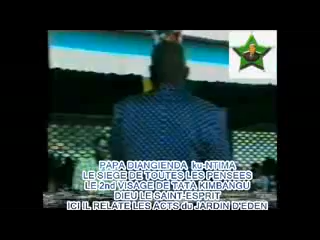 PAPA DIANGIENDA ku-NTIMA
LE SIEGE DE TOUTES LES PENSEES
LE 2nd VISAGE DE TATA KIMBANGU
DIEU LE SAINT-ESPRIT
ICI IL RELATE LES ACTS du JARDIN D'EDEN